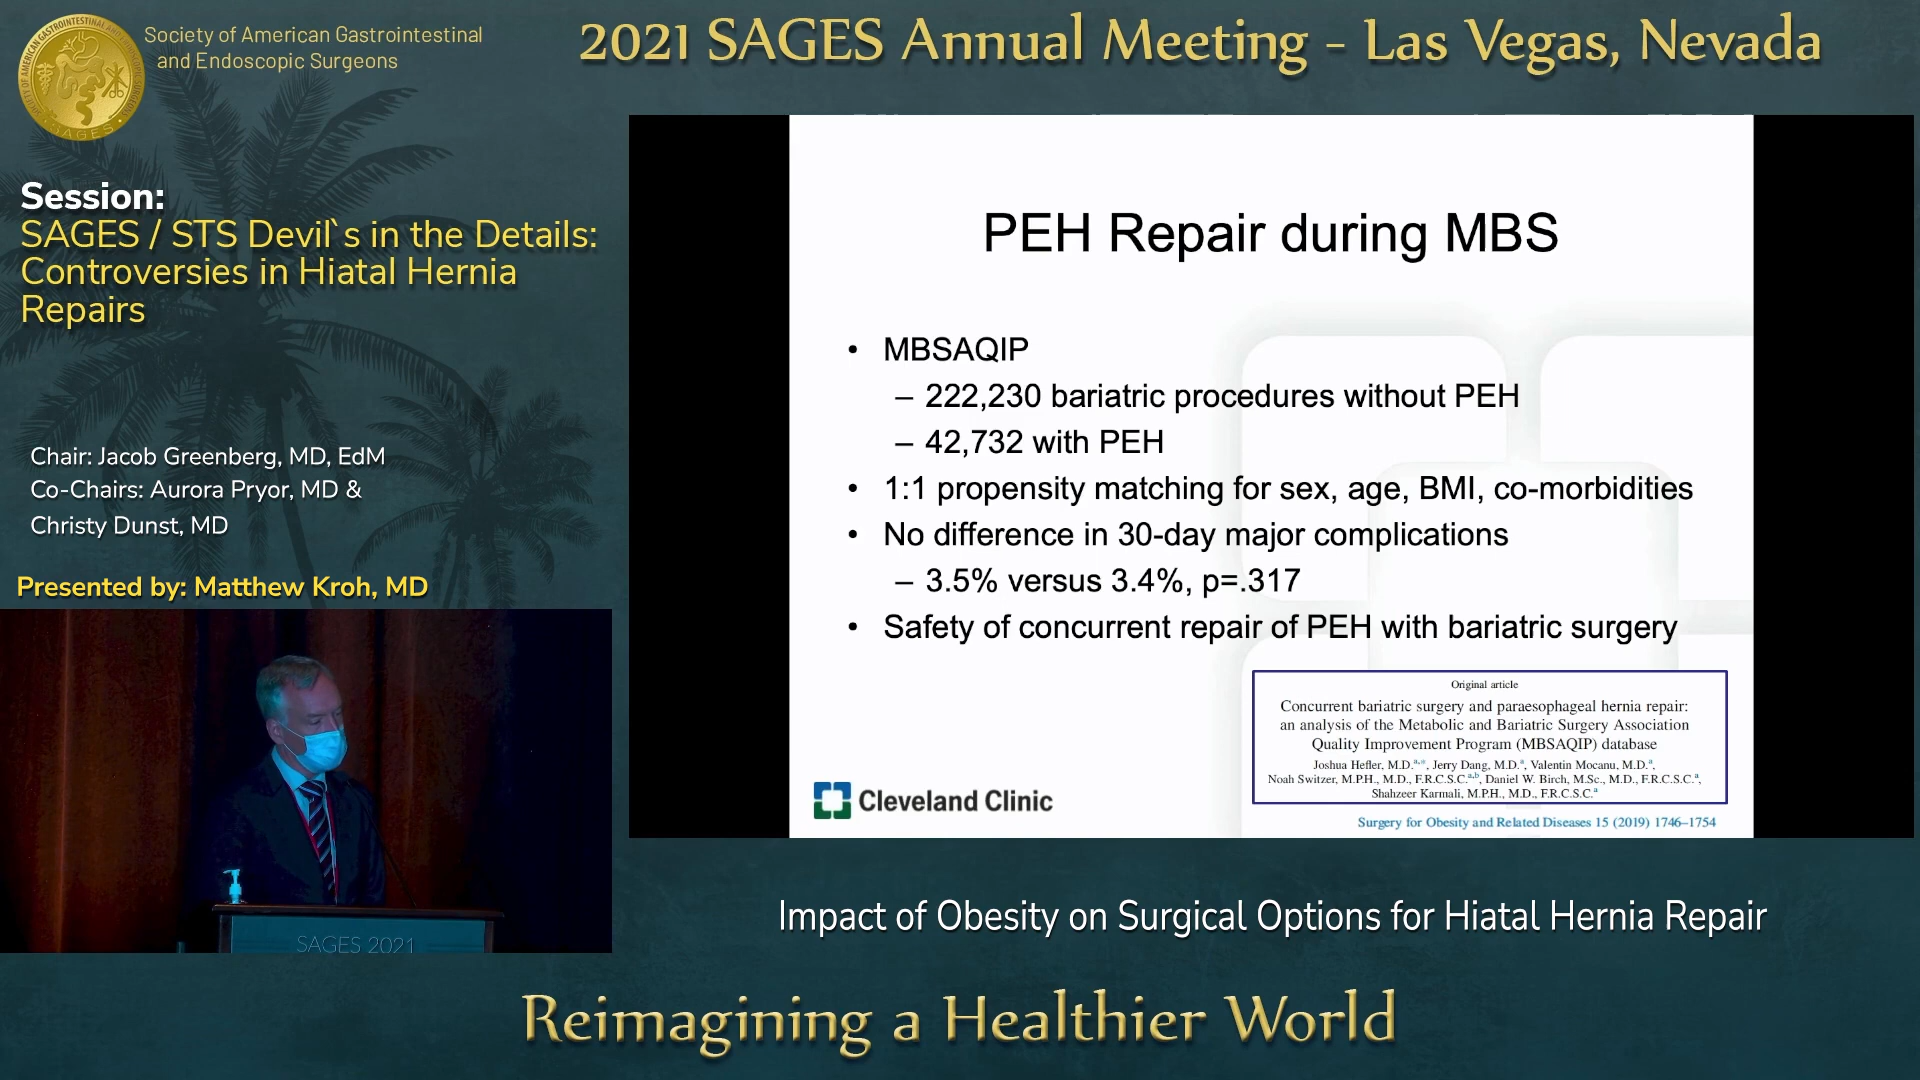 Society of American Gastrointestinal
and Endoscopic Surgeons
2021 SAGES Annual Meeting - Las Vegas, Nevada
Session:
SAGES / STS Devil`s in the Details:
Controversies in Hiatal Hernia
Repairs
Chair: Jacob Greenberg, MD, EdM
Co-Chairs: Aurora Pryor, MD &
Christy Dunst, MD
Presented by: Matthew Kroh, MD
SAGES 2021
PEH Repair during MBS
• MBSAQIP
– 222,230 bariatric procedures without PEH
– 42,732 with PEH
• 1:1 propensity matching for sex, age, BMI, co-morbidities
• No difference in 30-day major complications
– 3.5% versus 3.4%, p=.317
• Safety of concurrent repair of PEH with bariatric surgery
Original article
Concurrent bariatric surgery and paraesophageal hernia repair:
an analysis of the Metabolic and Bariatric Surgery Association
Quality Improvement Program (MBSAQIP) database
Joshua Hefler, M.D.a,*, Jerry Dang, M.D.a, Valentin Mocanu, M.D.a,
Noah Switzer, M.P.H., M.D., F.R.C.S.C.a,b, Daniel W. Birch, M.Sc., M.D., F.R.C.S.C.a,
Shahzeer Karmali, M.P.H., M.D., F.R.C.S.C.a
Surgery for Obesity and Related Diseases 15 (2019) 1746–1754
Cleveland Clinic
Impact of Obesity on Surgical Options for Hiatal Hernia Repair
Reimagining a Healthier World